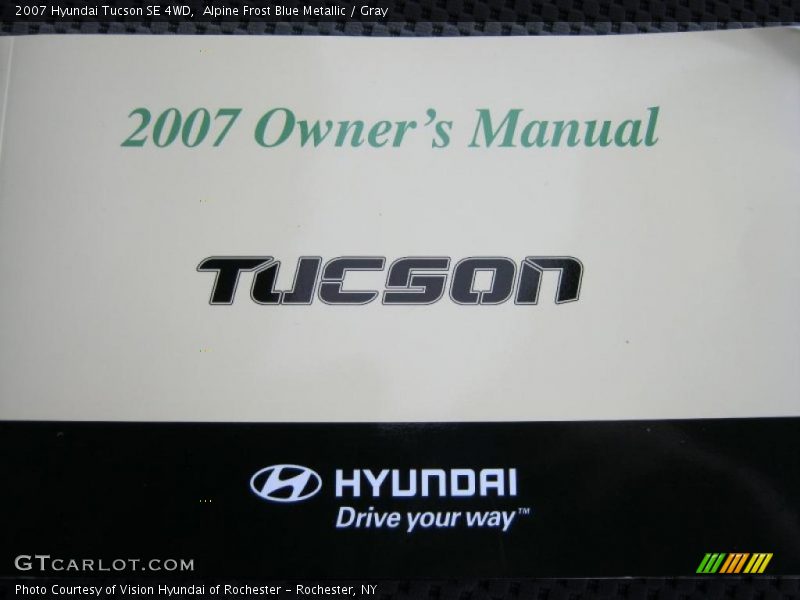 2007 Hyundai Tucson SE 4WD,  Alpine Frost Blue Metallic / Gray
2007 Owner's Manual
TUCSON
HYUNDAI
Drive your way™
GTCARLOT.COM
Photo Courtesy of Vision Hyundai of Rochester – Rochester, NY